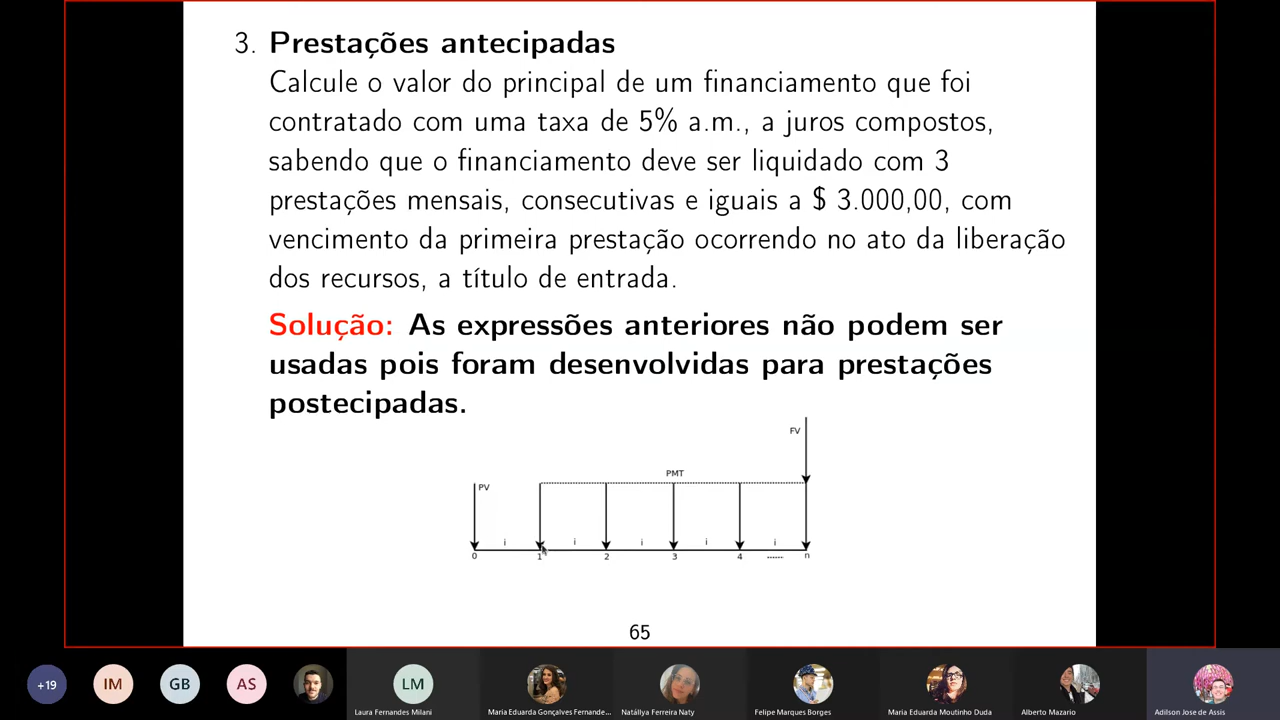 3. Prestações antecipadas
Calcule o valor do principal de um financiamento que foi
contratado com uma taxa de 5% a.m., a juros compostos,
sabendo que o financiamento deve ser liquidado com 3
prestações mensais, consecutivas e iguais a $ 3.000,00, com
vencimento da primeira prestação ocorrendo no ato da liberação
dos recursos, a título de entrada.
Solução: As expressões anteriores não podem ser
usadas pois foram desenvolvidas para prestações
postecipadas.
FV
PMT
PV
i i i i i
0 1 2 3 4 ...... n
65
+19 IM GB AS LM
Laura Fernandes Milani Maria Eduarda Gonçalves Fernande... Natállya Ferreira Naty Felipe Marques Borges Maria Eduarda Moutinho Duda Alberto Mazario Adilson Jose de Assis